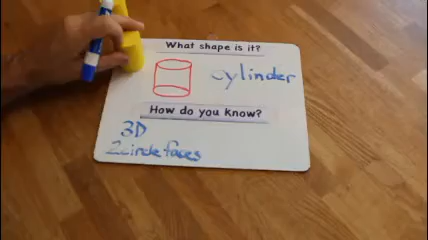 What shape is it?
cylinder
How do you know?
3D
2 circle faces